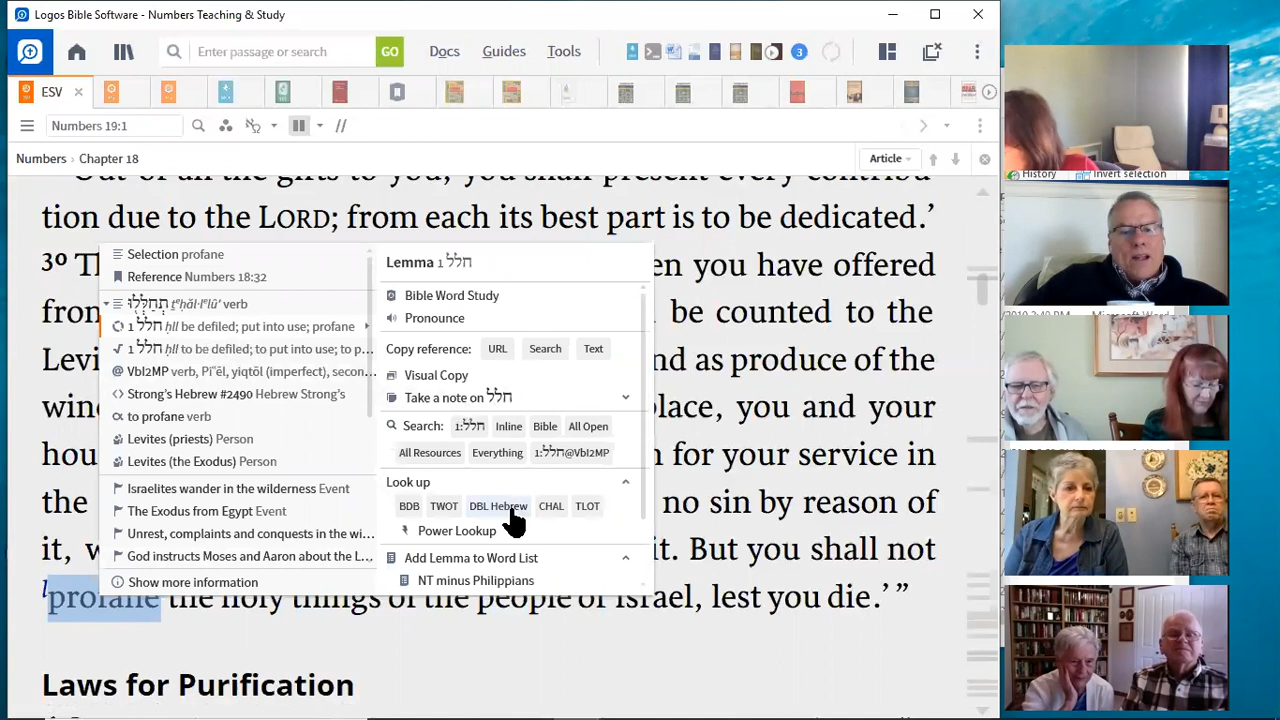 Logos Bible Software - Numbers Teaching & Study
Enter passage or search
GO
Docs
Guides
Tools
3
ESV
Numbers 19:1
Numbers › Chapter 18
Article
tion due to the LORD; from each its best part is to be dedicated.’
30 T
en you have offered
from
be counted to the
Levi
nd as produce of the
wine
place, you and your
hou
n for your service in
the
no sin by reason of
it, w
it. But you shall not
profane the holy things of the people of Israel, lest you die.’ ”
Laws for Purification
Selection profane
Reference Numbers 18:32
verb
1 חלל ḥll be defiled; put into use; profane
1 חלל ḥll to be defiled; to put into use; to p...
VbI2MP verb, Pi‘‘ēl, yiqtōl (imperfect), secon...
Strong's Hebrew #2490 Hebrew Strong's
to profane verb
Levites (priests) Person
Levites (the Exodus) Person
Israelites wander in the wilderness Event
The Exodus from Egypt Event
Unrest, complaints and conquests in the wi...
God instructs Moses and Aaron about the L...
Show more information
Lemma 1 חלל
Bible Word Study
Pronounce
Copy reference:
URL
Search
Text
Visual Copy
Take a note on חלל
Search:
חלל:1
Inline
Bible
All Open
All Resources
Everything
חלל:1@VbI2MP
Look up
BDB
TWOT
DBL Hebrew
CHAL
TLOT
Power Lookup
Add Lemma to Word List
NT minus Philippians
History
Invert selection